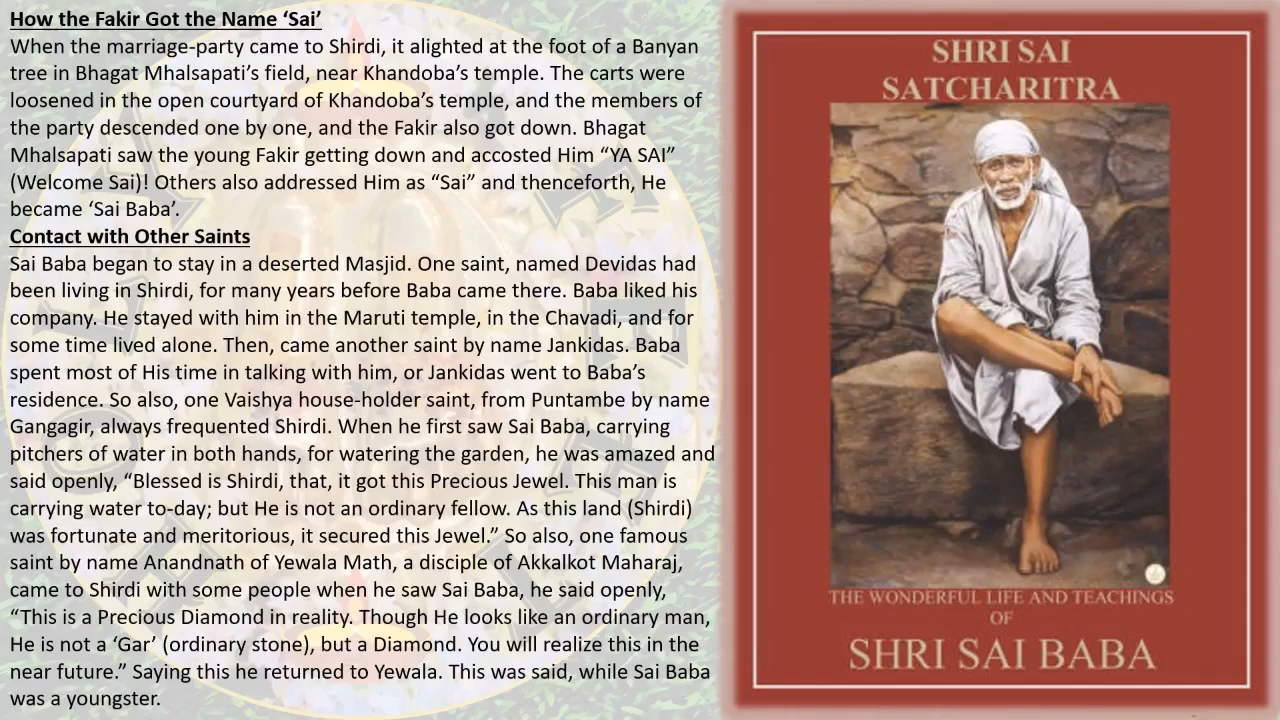 How the Fakir Got the Name ‘Sai’
When the marriage-party came to Shirdi, it alighted at the foot of a Banyan
tree in Bhagat Mhalsapati’s field, near Khandoba’s temple. The carts were
loosened in the open courtyard of Khandoba’s temple, and the members of
the party descended one by one, and the Fakir also got down. Bhagat
Mhalsapati saw the young Fakir getting down and accosted Him “YA SAI”
(Welcome Sai)! Others also addressed Him as “Sai” and thenceforth, He
became ‘Sai Baba’.
Contact with Other Saints
Sai Baba began to stay in a deserted Masjid. One saint, named Devidas had
been living in Shirdi, for many years before Baba came there. Baba liked his
company. He stayed with him in the Maruti temple, in the Chavadi, and for
some time lived alone. Then, came another saint by name Jankidas. Baba
spent most of His time in talking with him, or Jankidas went to Baba’s
residence. So also, one Vaishya house-holder saint, from Puntambe by name
Gangagir, always frequented Shirdi. When he first saw Sai Baba, carrying
pitchers of water in both hands, for watering the garden, he was amazed and
said openly, “Blessed is Shirdi, that, it got this Precious Jewel. This man is
carrying water to-day; but He is not an ordinary fellow. As this land (Shirdi)
was fortunate and meritorious, it secured this Jewel.” So also, one famous
saint by name Anandnath of Yewala Math, a disciple of Akkalkot Maharaj,
came to Shirdi with some people when he saw Sai Baba, he said openly,
“This is a Precious Diamond in reality. Though He looks like an ordinary man,
He is not a ‘Gar’ (ordinary stone), but a Diamond. You will realize this in the
near future.” Saying this he returned to Yewala. This was said, while Sai Baba
was a youngster.
SHRI SAI
SATCHARITRA
THE WONDERFUL LIFE AND TEACHINGS
OF
SHRI SAI BABA